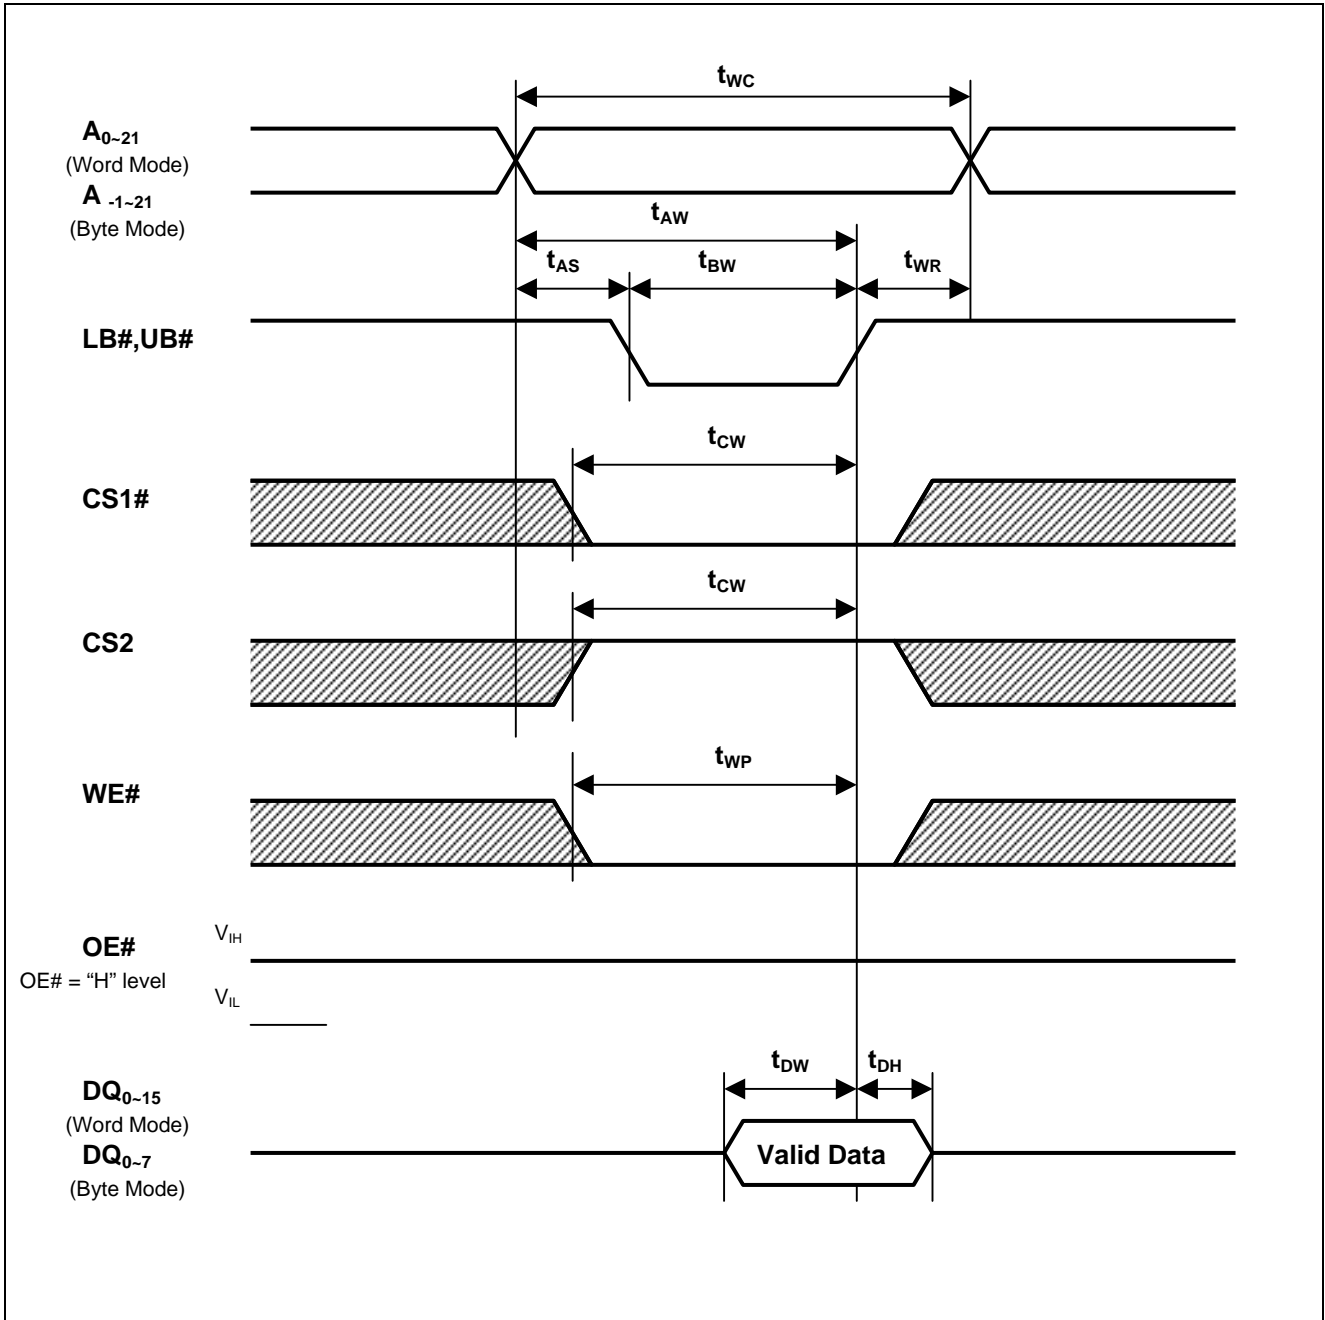 tWC
A0~21
(Word Mode)
A -1~21
(Byte Mode)
tAW
tAS
tBW
tWR
LB#,UB#
tCW
CS1#
tCW
CS2
tWP
WE#
VIH
OE#
OE# = “H” level
VIL
tDW
tDH
DQ0~15
(Word Mode)
DQ0~7
(Byte Mode)
Valid Data